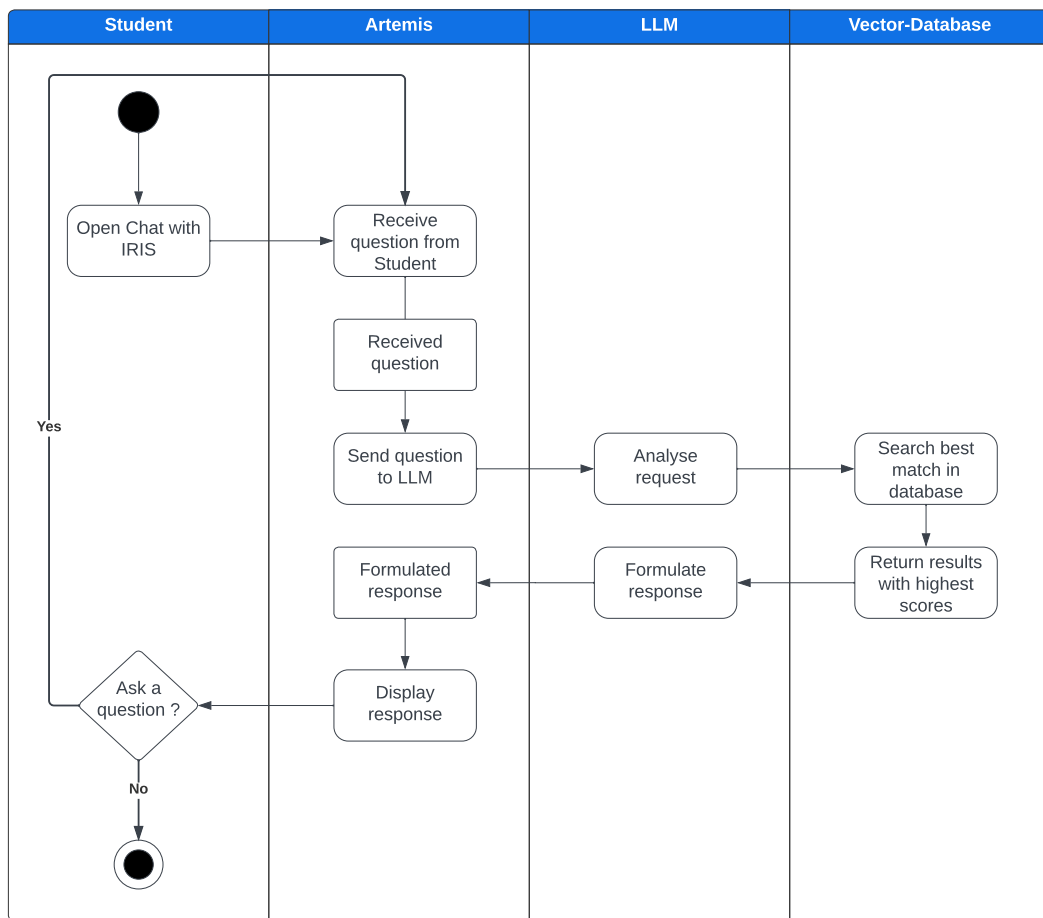 Student
Artemis
LLM
Vector-Database
Open Chat with
IRIS
Receive
question from
Student
Received
question
Yes
Send question
to LLM
Analyse
request
Search best
match in
database
Formulated
response
Formulate
response
Return results
with highest
scores
Ask a
question ?
Display
response
No